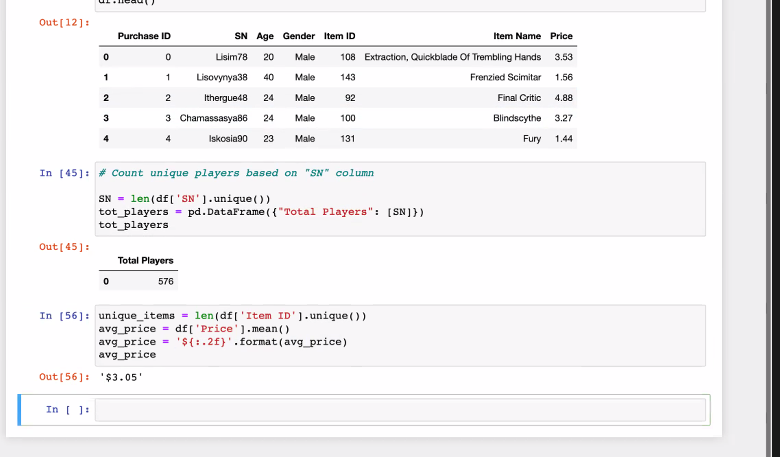 df.head()
Out[12]:
Purchase ID SN Age Gender Item ID Item Name Price
0 0 Lisim78 20 Male 108 Extraction, Quickblade Of Trembling Hands 3.53
1 1 Lisovynya38 40 Male 143 Frenzied Scimitar 1.56
2 2 Ithergue48 24 Male 92 Final Critic 4.88
3 3 Chamassasya86 24 Male 100 Blindscythe 3.27
4 4 Iskosia90 23 Male 131 Fury 1.44
In [45]: # Count unique players based on "SN" column
SN = len(df['SN'].unique())
tot_players = pd.DataFrame({"Total Players": [SN]})
tot_players
Out[45]:
Total Players
0 576
In [56]: unique_items = len(df['Item ID'].unique())
avg_price = df['Price'].mean()
avg_price = '${:.2f}'.format(avg_price)
avg_price
Out[56]: '$3.05'
In [ ]: